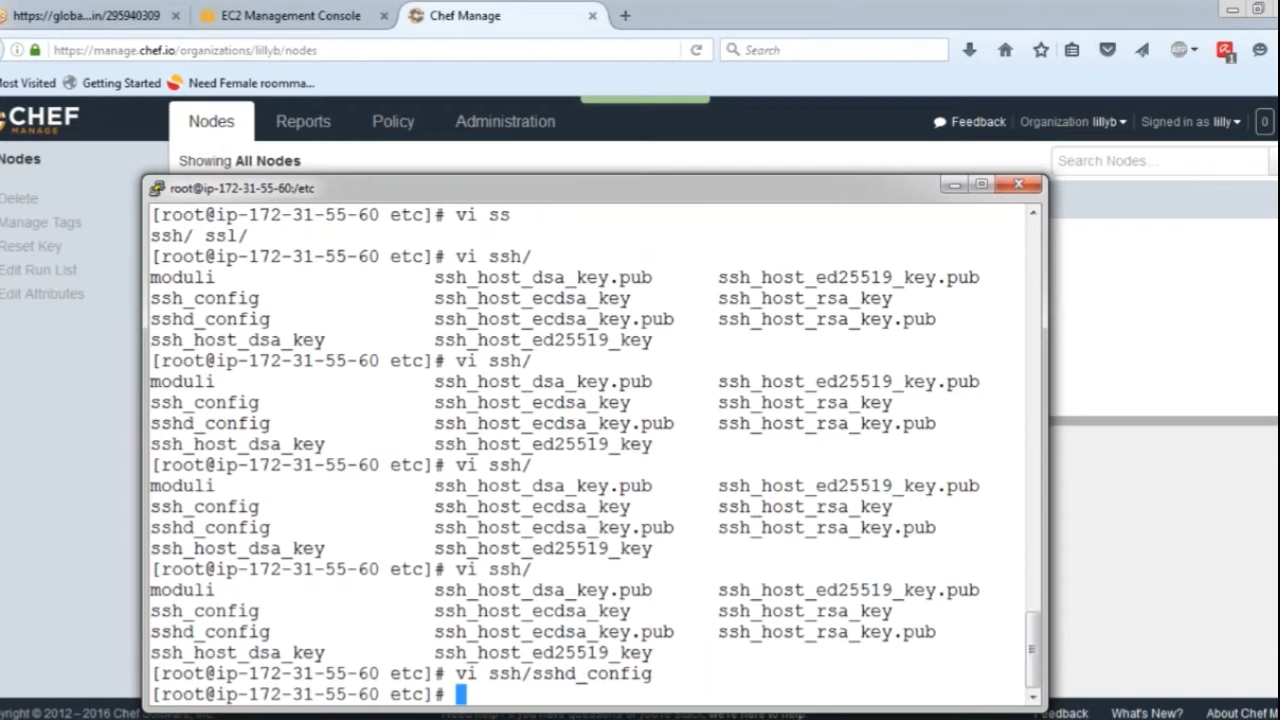 https://globa...in/295940309
EC2 Management Console
Chef Manage
https://manage.chef.io/organizations/lillyb/nodes
Search
ost Visited
Getting Started
Need Female roomma...
CHEF
MANAGE
Nodes
Reports
Policy
Administration
Feedback
Organization lillyb
Signed in as lilly
0
Nodes
Showing All Nodes
Search Nodes...
Delete
Manage Tags
Reset Key
Edit Run List
Edit Attributes
root@ip-172-31-55-60:/etc
[root@ip-172-31-55-60 etc]# vi ss
ssh/ ssl/
[root@ip-172-31-55-60 etc]# vi ssh/
moduli ssh_host_dsa_key.pub ssh_host_ed25519_key.pub
ssh_config ssh_host_ecdsa_key ssh_host_rsa_key
sshd_config ssh_host_ecdsa_key.pub ssh_host_rsa_key.pub
ssh_host_dsa_key ssh_host_ed25519_key
[root@ip-172-31-55-60 etc]# vi ssh/
moduli ssh_host_dsa_key.pub ssh_host_ed25519_key.pub
ssh_config ssh_host_ecdsa_key ssh_host_rsa_key
sshd_config ssh_host_ecdsa_key.pub ssh_host_rsa_key.pub
ssh_host_dsa_key ssh_host_ed25519_key
[root@ip-172-31-55-60 etc]# vi ssh/
moduli ssh_host_dsa_key.pub ssh_host_ed25519_key.pub
ssh_config ssh_host_ecdsa_key ssh_host_rsa_key
sshd_config ssh_host_ecdsa_key.pub ssh_host_rsa_key.pub
ssh_host_dsa_key ssh_host_ed25519_key
[root@ip-172-31-55-60 etc]# vi ssh/
moduli ssh_host_dsa_key.pub ssh_host_ed25519_key.pub
ssh_config ssh_host_ecdsa_key ssh_host_rsa_key
sshd_config ssh_host_ecdsa_key.pub ssh_host_rsa_key.pub
ssh_host_dsa_key ssh_host_ed25519_key
[root@ip-172-31-55-60 etc]# vi ssh/sshd_config
[root@ip-172-31-55-60 etc]#
yright © 2012 – 2016 Chef
Feedback
What's New?
About Chef M